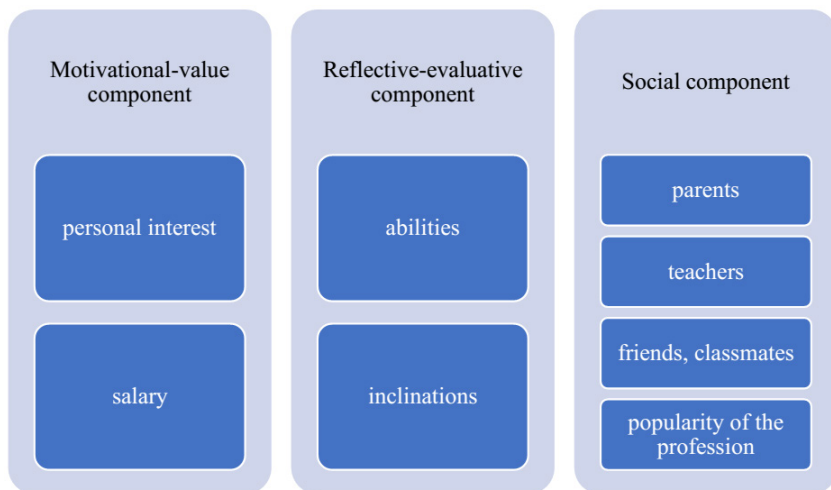 Motivational-value
component
personal interest
salary
Reflective-evaluative
component
abilities
inclinations
Social component
parents
teachers
friends, classmates
popularity of the
profession